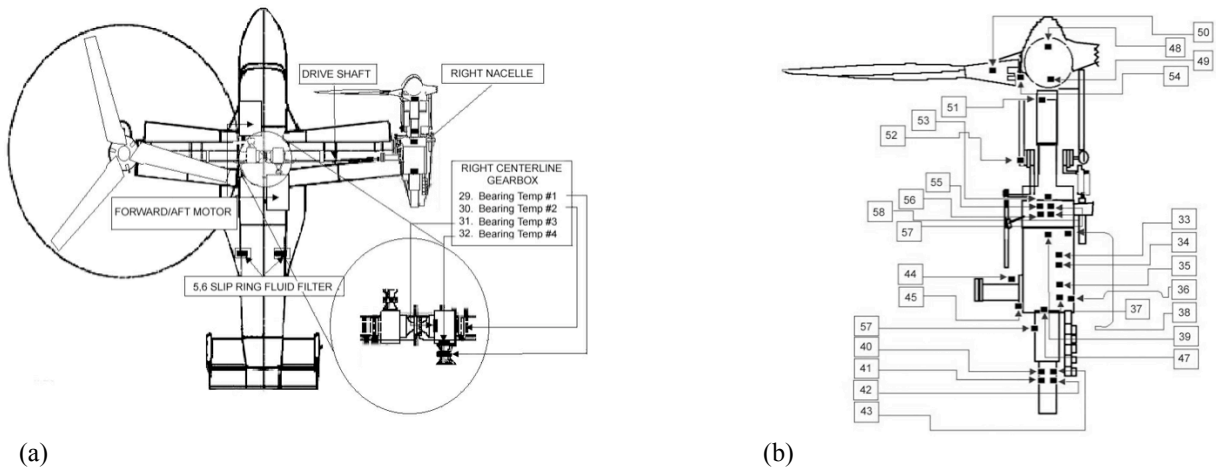 DRIVE SHAFT
RIGHT NACELLE
RIGHT CENTERLINE
GEARBOX
29. Bearing Temp #1
30. Bearing Temp #2
31. Bearing Temp #3
32. Bearing Temp #4
FORWARD/AFT MOTOR
5,6 SLIP RING FLUID FILTER
(a)
50
48
49
54
51
53
52
55
56
58
57
33
34
35
36
37
38
39
47
44
45
57
40
41
42
43
(b)